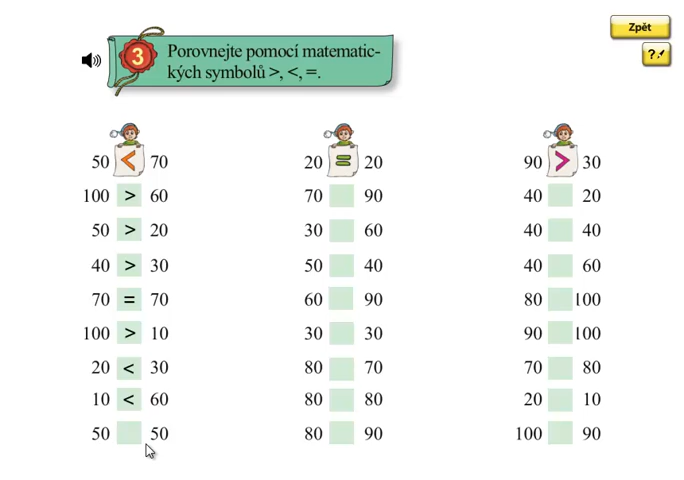 Zpět
?
3 Porovnejte pomocí matematic-
kých symbolů >, <, =.
50 < 70 20 = 20 90 > 30
100 > 60 70 90 40 20
50 > 20 30 60 40 40
40 > 30 50 40 40 60
70 = 70 60 90 80 100
100 > 10 30 30 90 100
20 < 30 80 70 70 80
10 < 60 80 80 20 10
50 50 80 90 100 90